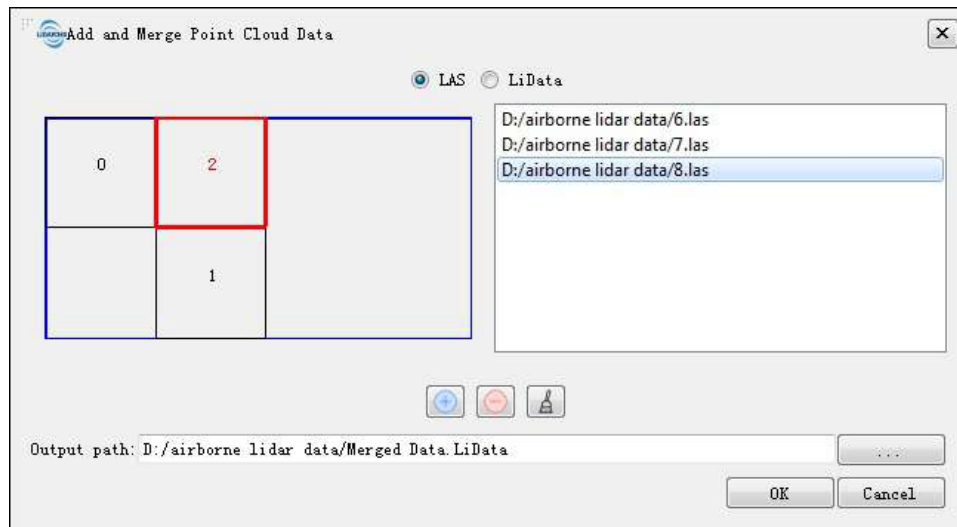 Add and Merge Point Cloud Data
LAS LiData
0 2
1
D:/airborne lidar data/6.las
D:/airborne lidar data/7.las
D:/airborne lidar data/8.las
Output path: D:/airborne lidar data/Merged Data.LiData ...
OK Cancel